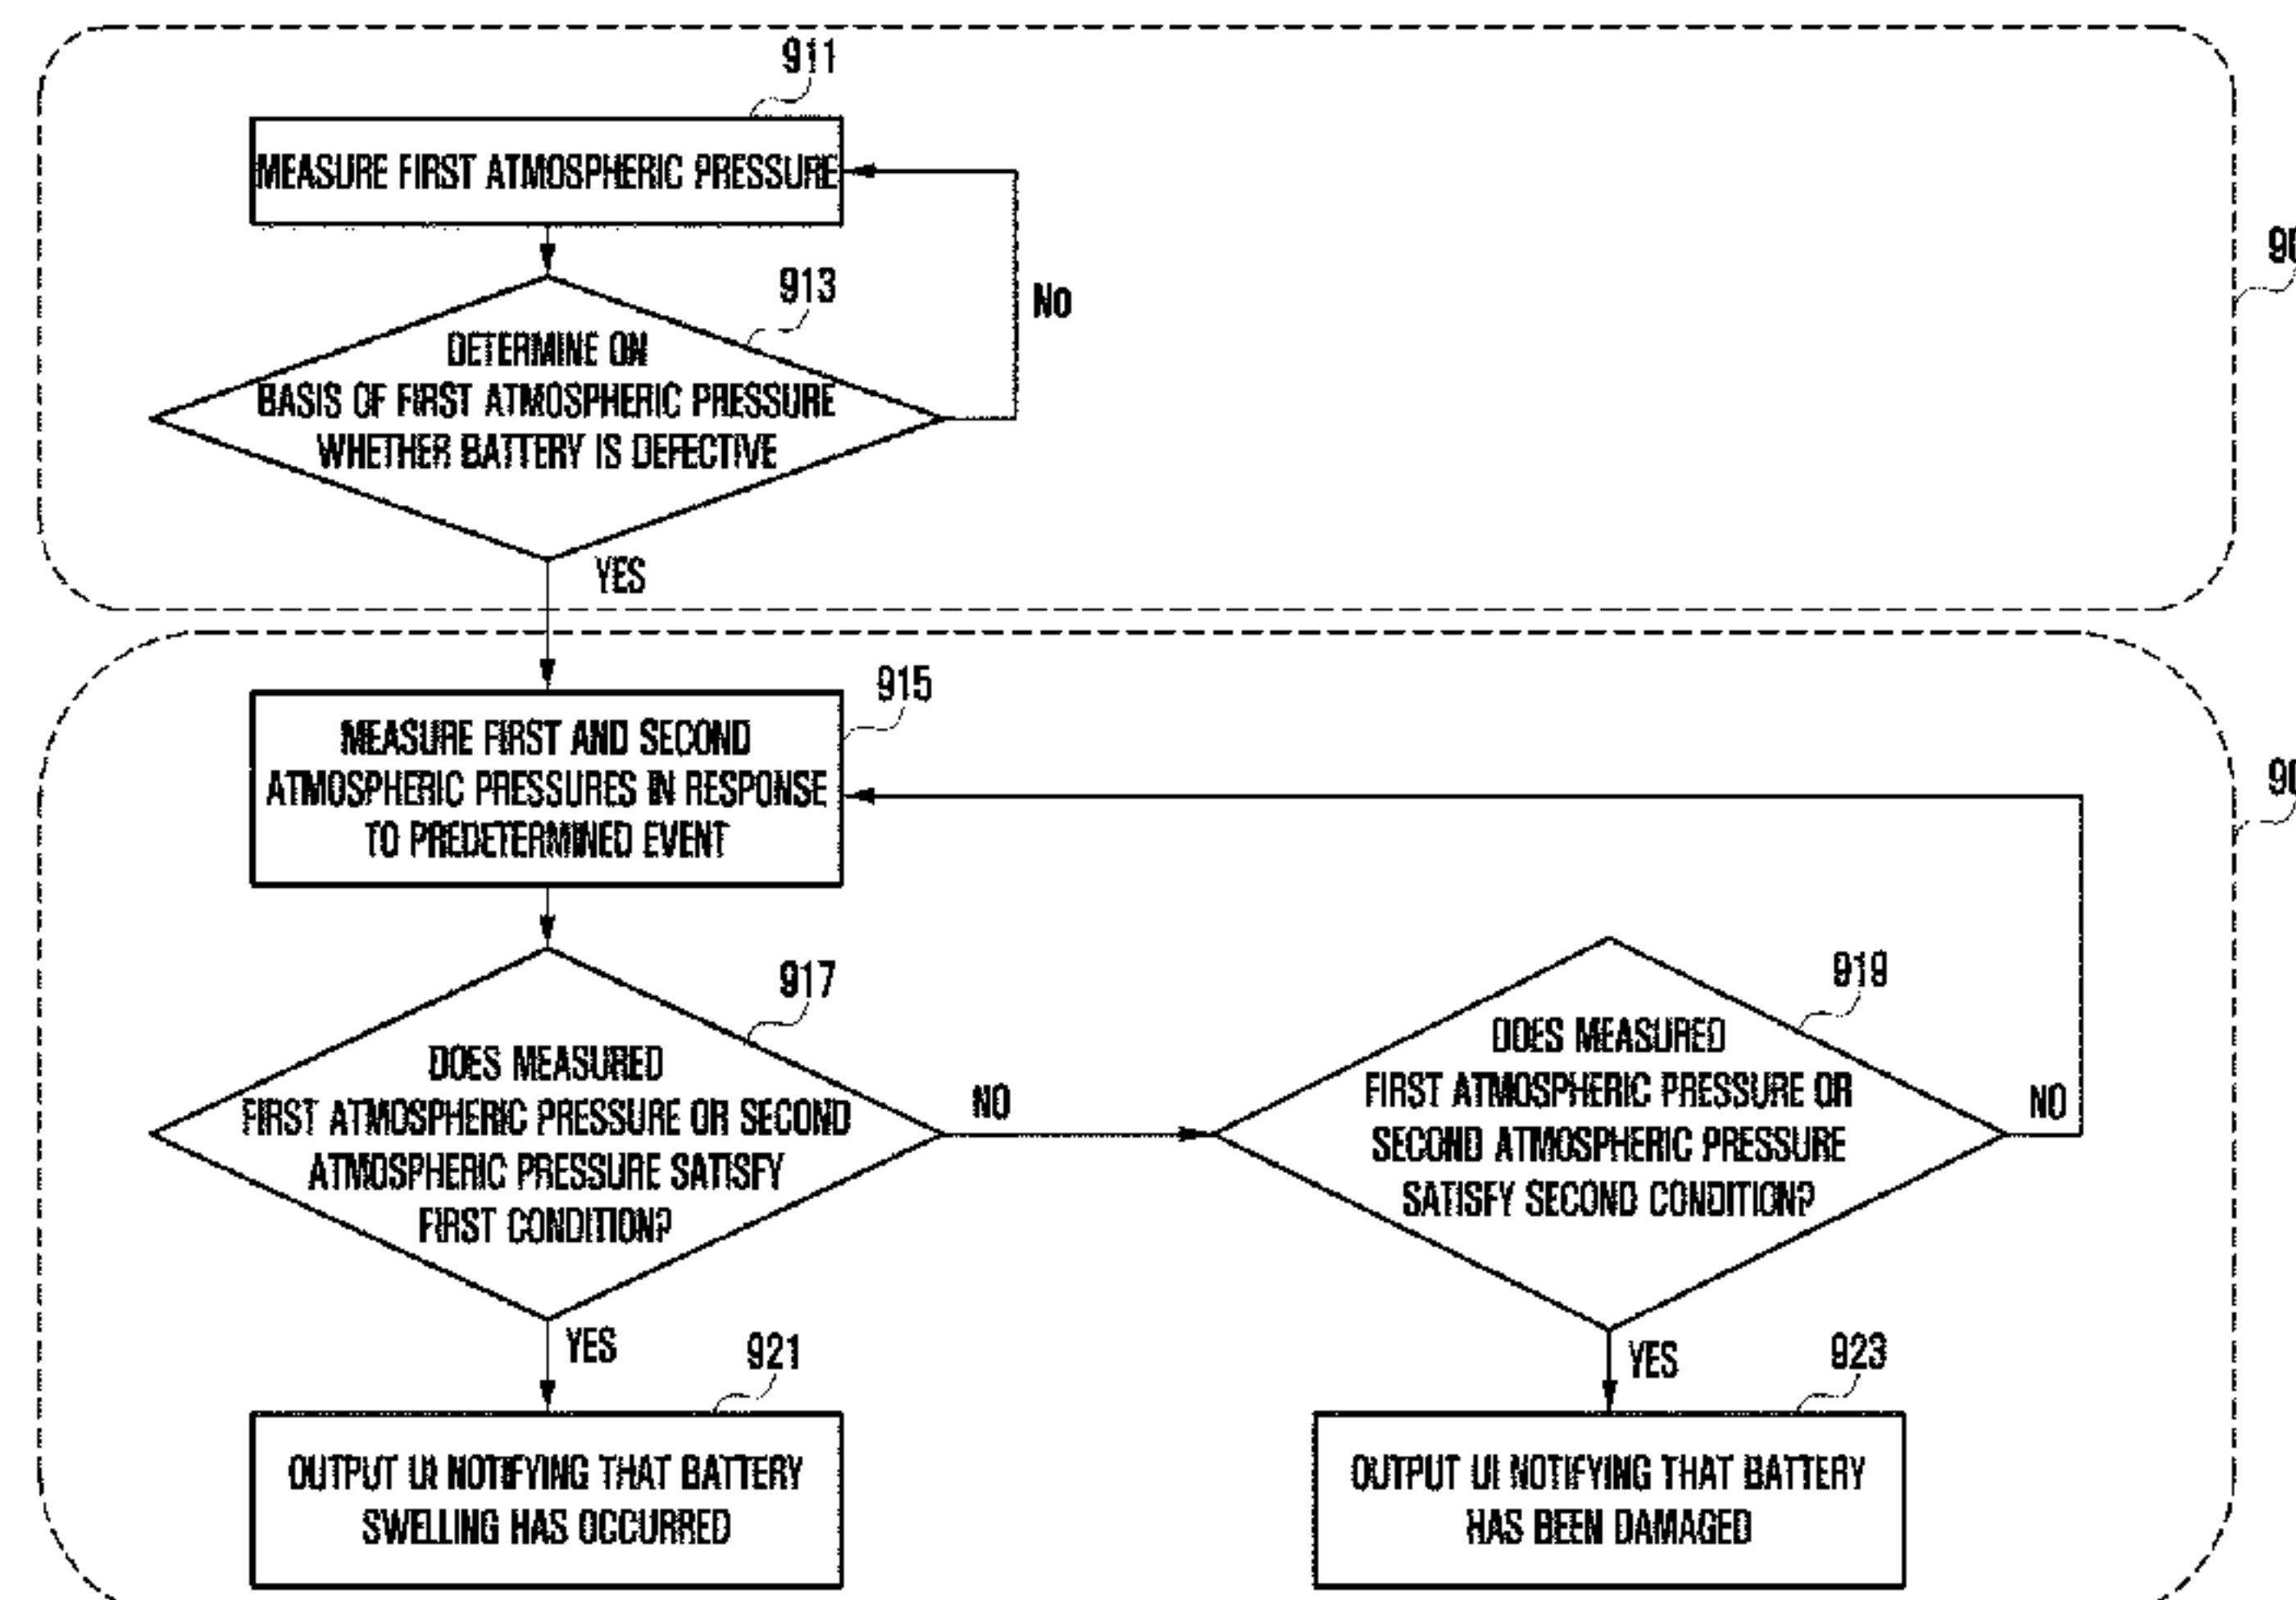 911
MEASURE FIRST ATMOSPHERIC PRESSURE
913
DETERMINE ON
BASIS OF FIRST ATMOSPHERIC PRESSURE
WHETHER BATTERY IS DEFECTIVE
No
YES
915
MEASURE FIRST AND SECOND
ATMOSPHERIC PRESSURES IN RESPONSE
TO PREDETERMINED EVENT
917
DOES MEASURED
FIRST ATMOSPHERIC PRESSURE OR SECOND
ATMOSPHERIC PRESSURE SATISFY
FIRST CONDITION?
NO
919
DOES MEASURED
FIRST ATMOSPHERIC PRESSURE OR
SECOND ATMOSPHERIC PRESSURE
SATISFY SECOND CONDITION?
NO
YES
921
OUTPUT UI NOTIFYING THAT BATTERY
SWELLING HAS OCCURRED
YES
923
OUTPUT UI NOTIFYING THAT BATTERY
HAS BEEN DAMAGED